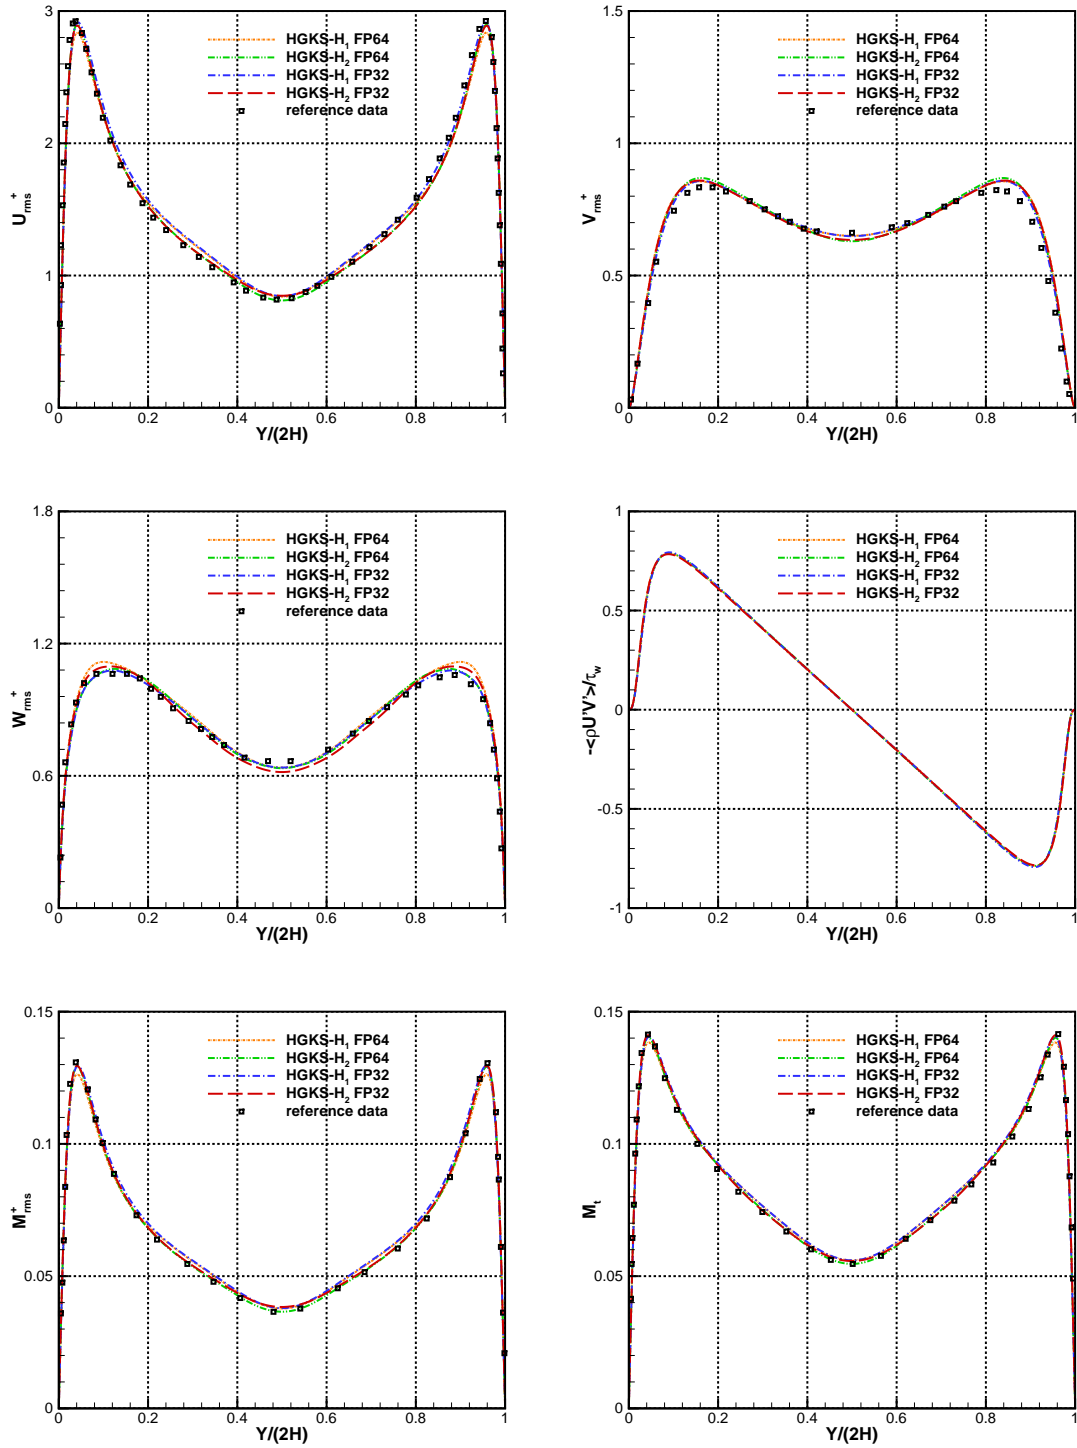 U⁺rms
3
2
1
0
0 0.2 0.4 0.6 0.8 1
Y/(2H)
HGKS-H₁ FP64
HGKS-H₂ FP64
HGKS-H₁ FP32
HGKS-H₂ FP32
reference data
V⁺rms
1.5
1
0.5
0
0 0.2 0.4 0.6 0.8 1
Y/(2H)
HGKS-H₁ FP64
HGKS-H₂ FP64
HGKS-H₁ FP32
HGKS-H₂ FP32
reference data
W⁺rms
1.8
1.2
0.6
0
0 0.2 0.4 0.6 0.8 1
Y/(2H)
HGKS-H₁ FP64
HGKS-H₂ FP64
HGKS-H₁ FP32
HGKS-H₂ FP32
reference data
-<ρU'V'>/τw
1
0.5
0
-0.5
-1
0 0.2 0.4 0.6 0.8 1
Y/(2H)
HGKS-H₁ FP64
HGKS-H₂ FP64
HGKS-H₁ FP32
HGKS-H₂ FP32
M⁺rms
0.15
0.1
0.05
0
0 0.2 0.4 0.6 0.8 1
Y/(2H)
HGKS-H₁ FP64
HGKS-H₂ FP64
HGKS-H₁ FP32
HGKS-H₂ FP32
reference data
Mt
0.15
0.1
0.05
0
0 0.2 0.4 0.6 0.8 1
Y/(2H)
HGKS-H₁ FP64
HGKS-H₂ FP64
HGKS-H₁ FP32
HGKS-H₂ FP32
reference data